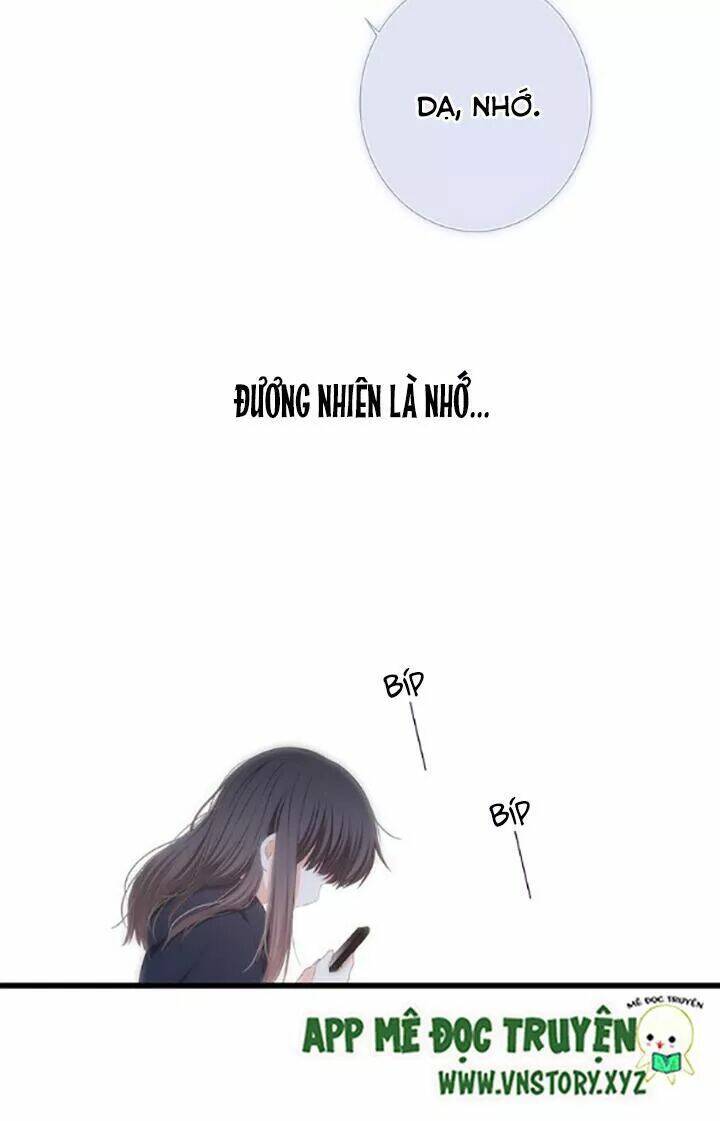 DẠ, NHỚ.
ĐƯƠNG NHIÊN LÀ NHỚ...
BÍP
BÍP
MÊ ĐỌC TRUYỆN
APP MÊ ĐỌC TRUYỆN
WWW.VNSTORY.XYZ